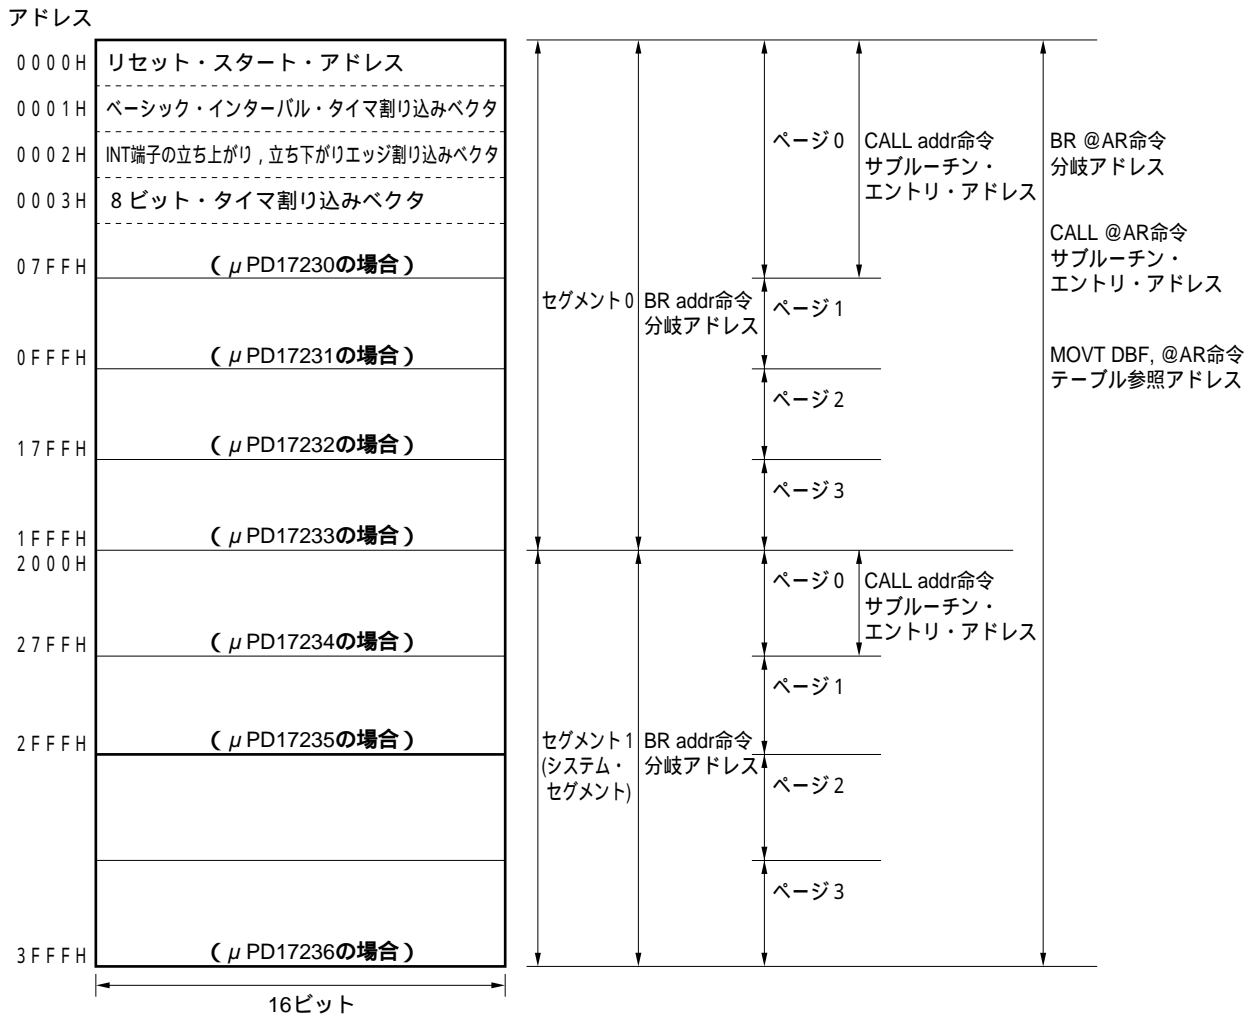 アドレス
0000H リセット・スタート・アドレス
0001H ベーシック・インターバル・タイマ割り込みベクタ
0002H INT端子の立ち上がり，立ち下がりエッジ割り込みベクタ
0003H 8ビット・タイマ割り込みベクタ
07FFH （μPD17230の場合）
0FFFH （μPD17231の場合）
17FFH （μPD17232の場合）
1FFFH （μPD17233の場合）
2000H
27FFH （μPD17234の場合）
2FFFH （μPD17235の場合）
3FFFH （μPD17236の場合）
16ビット
セグメント0
BR addr命令
分岐アドレス
ページ0
CALL addr命令
サブルーチン・
エントリ・アドレス
ページ1
ページ2
ページ3
セグメント1
(システム・
セグメント)
BR addr命令
分岐アドレス
ページ0
CALL addr命令
サブルーチン・
エントリ・アドレス
ページ1
ページ2
ページ3
BR @AR命令
分岐アドレス
CALL @AR命令
サブルーチン・
エントリ・アドレス
MOVT DBF, @AR命令
テーブル参照アドレス